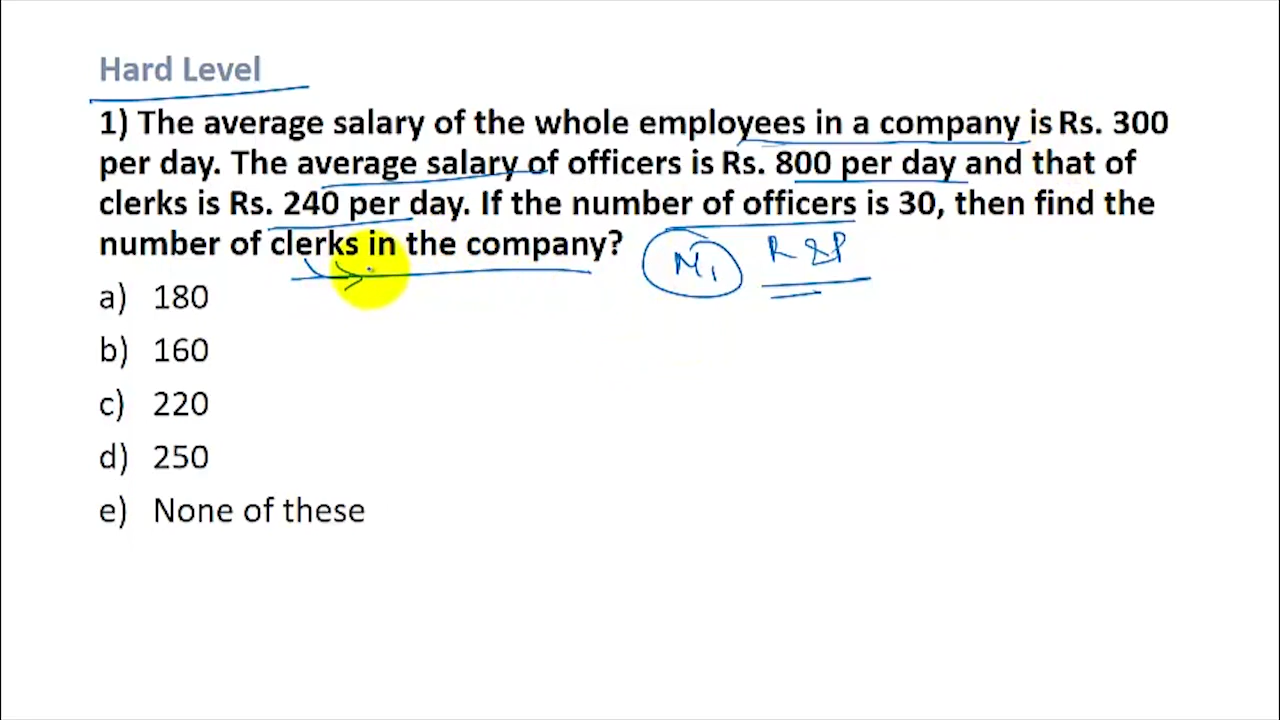 Hard Level
1) The average salary of the whole employees in a company is Rs. 300
per day. The average salary of officers is Rs. 800 per day and that of
clerks is Rs. 240 per day. If the number of officers is 30, then find the
number of clerks in the company?
M1 R &P
a) 180
b) 160
c) 220
d) 250
e) None of these